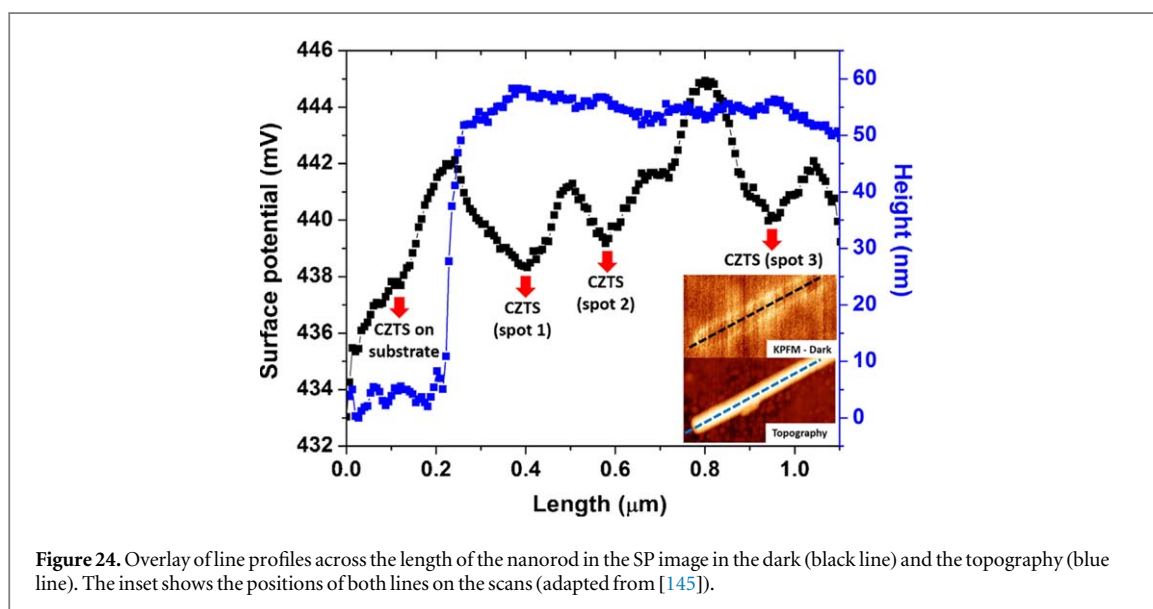 446
444
442
440
438
436
434
432
Surface potential (mV)
60
50
40
30
20
10
0
Height (nm)
CZTS on
substrate
CZTS
(spot 1)
CZTS
(spot 2)
CZTS (spot 3)
KPFM - Dark
Topography
0.0 0.2 0.4 0.6 0.8 1.0
Length (μm)
Figure 24. Overlay of line profiles across the length of the nanorod in the SP image in the dark (black line) and the topography (blue
line). The inset shows the positions of both lines on the scans (adapted from [145]).